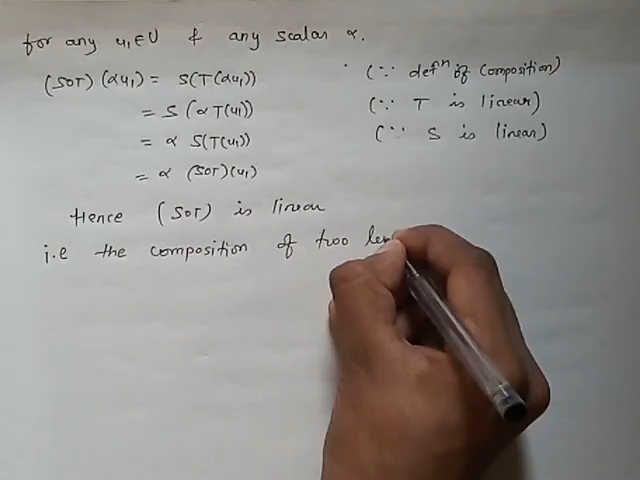 for any u₁∈U & any scalar α.
(SOT)(αu₁) = S(T(αu₁)) (∵ defⁿ of composition)
= S(αT(u₁)) (∵ T is linear)
= α S(T(u₁)) (∵ S is linear)
= α (SOT)(u₁)
Hence (SOT) is linear
i.e the composition of two